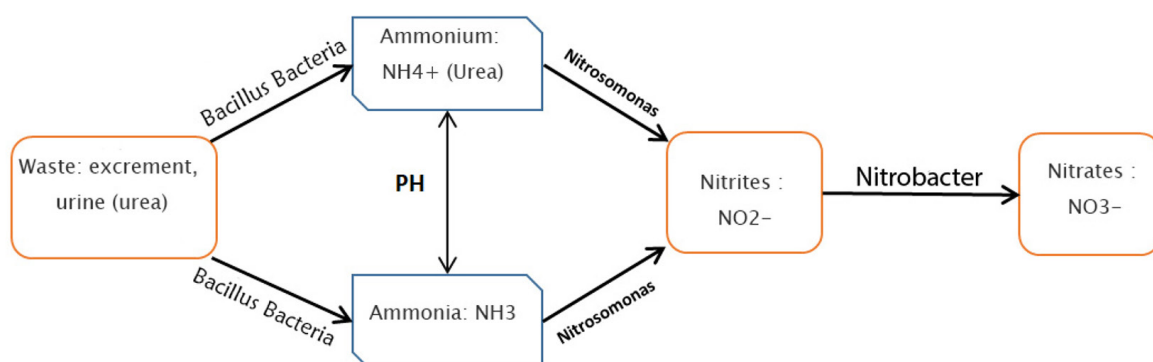 Waste: excrement,
urine (urea)
Bacillus Bacteria
Bacillus Bacteria
Ammonium:
NH4+ (Urea)
PH
Ammonia: NH3
Nitrosomonas
Nitrosomonas
Nitrites :
NO2-
Nitrobacter
Nitrates :
NO3-